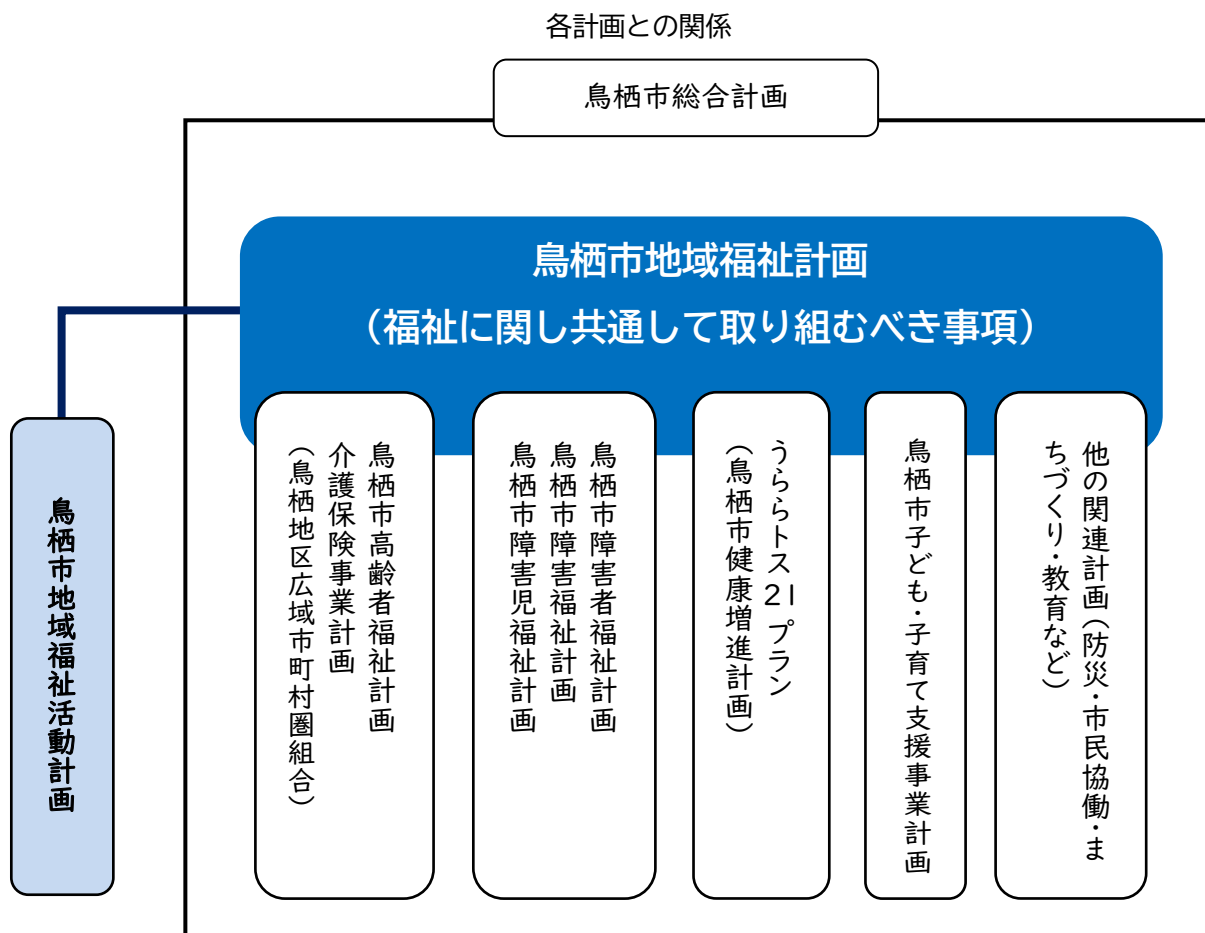 各計画との関係
鳥栖市総合計画
鳥栖市地域福祉計画
（福祉に関し共通して取り組むべき事項）
鳥栖市地域福祉活動計画
鳥栖市高齢者福祉計画
介護保険事業計画
（鳥栖地区広域市町村圏組合）
鳥栖市障害者福祉計画
鳥栖市障害福祉計画
鳥栖市障害児福祉計画
うららトス21プラン
（鳥栖市健康増進計画）
鳥栖市子ども・子育て支援事業計画
他の関連計画（防災・市民協働・ま
ちづくり・教育など）